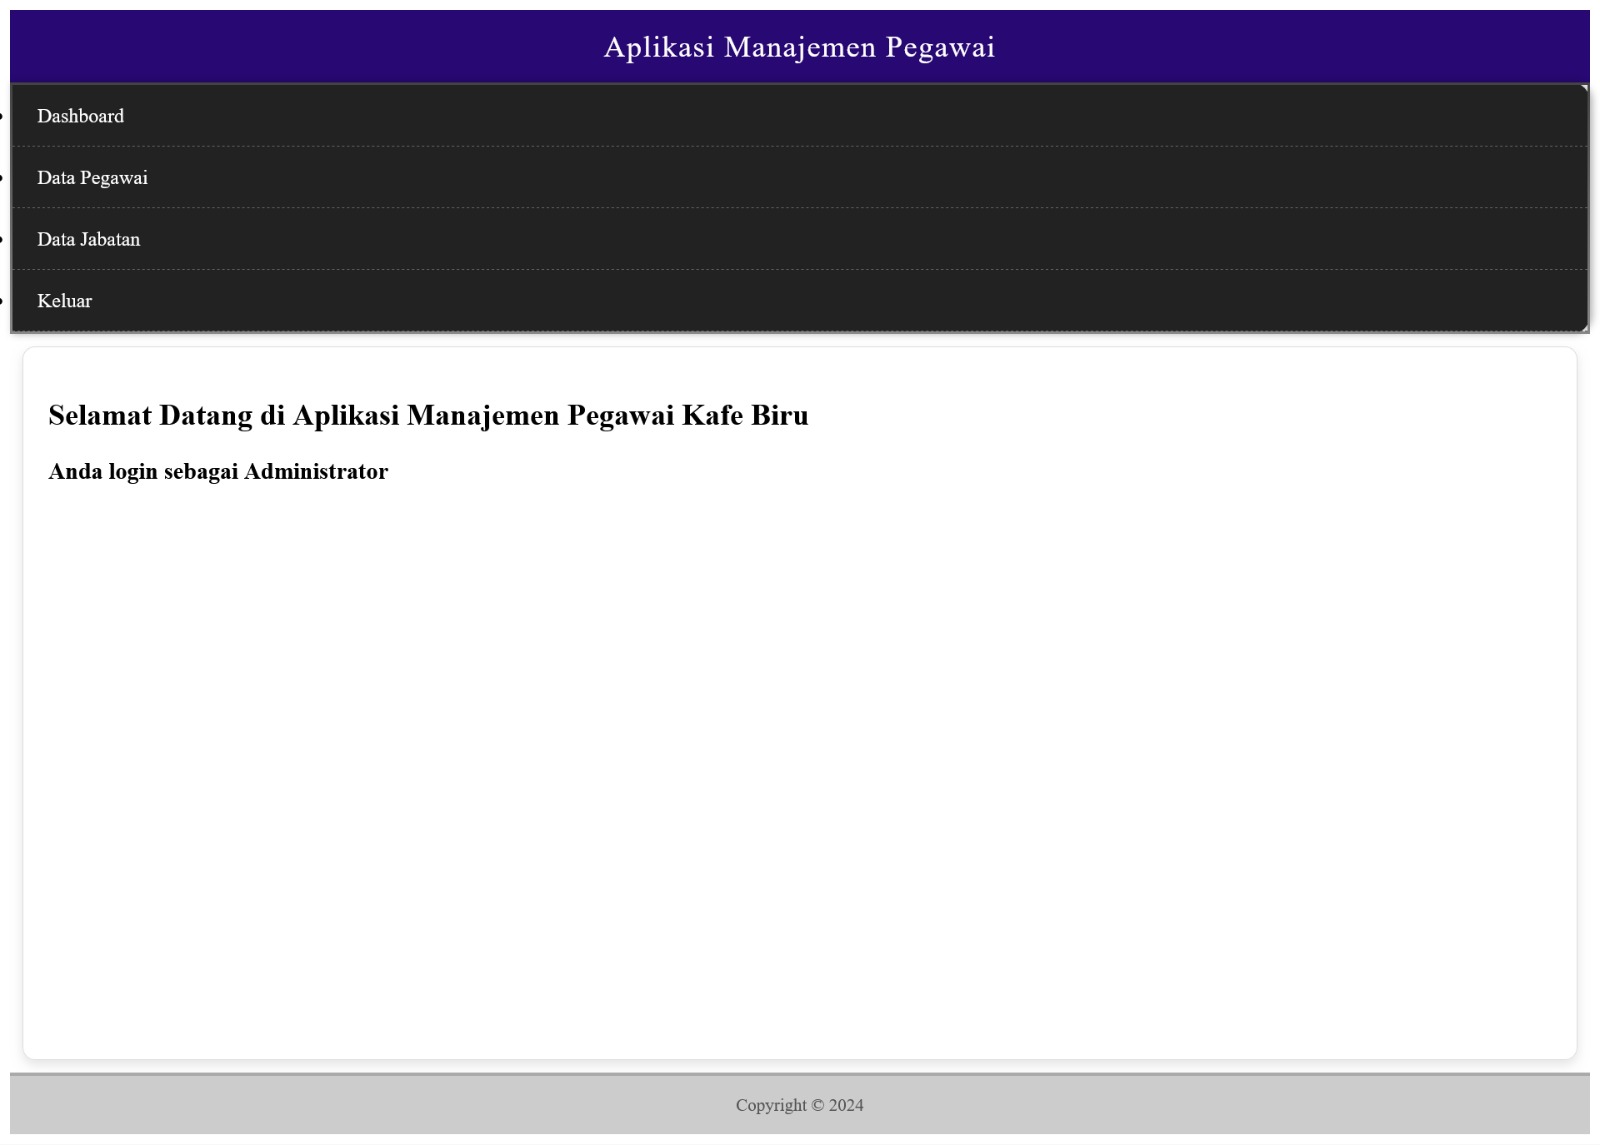 Aplikasi Manajemen Pegawai
Dashboard
Data Pegawai
Data Jabatan
Keluar
Selamat Datang di Aplikasi Manajemen Pegawai Kafe Biru
Anda login sebagai Administrator
Copyright © 2024